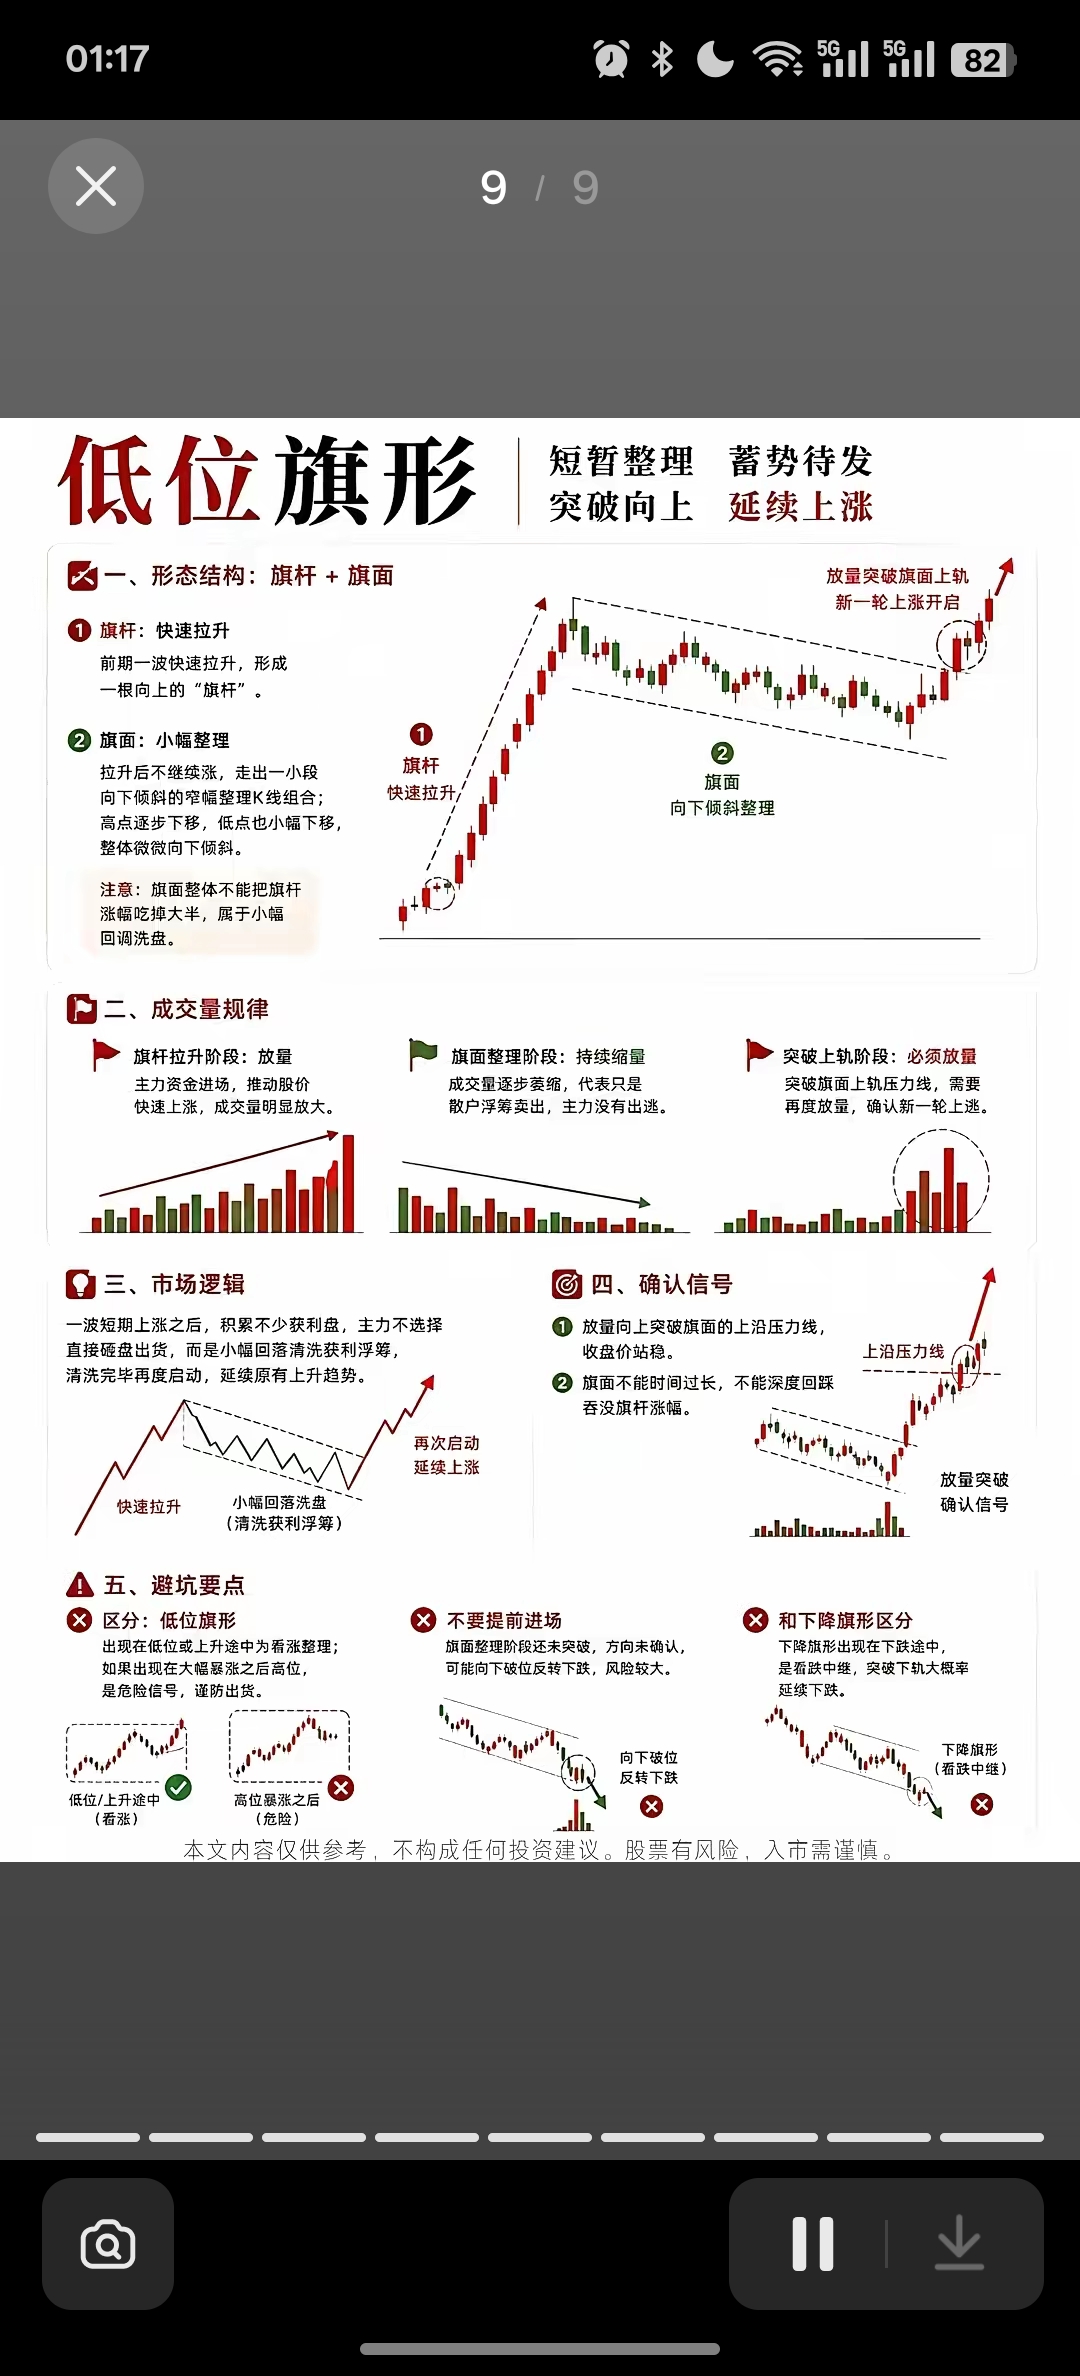 01:17
5G 5G 82
9 / 9
低位旗形
短暂整理 蓄势待发
突破向上 延续上涨
一、形态结构：旗杆 + 旗面
1 旗杆：快速拉升
前期一波快速拉升，形成
一根向上的“旗杆”。
2 旗面：小幅整理
拉升后不继续涨，走出一小段
向下倾斜的窄幅整理K线组合；
高点逐步下移，低点也小幅下移，
整体微微向下倾斜。
注意：旗面整体不能把旗杆
涨幅吃掉大半，属于小幅
回调洗盘。
1
旗杆
快速拉升
2
旗面
向下倾斜整理
放量突破旗面上轨
新一轮上涨开启
二、成交量规律
旗杆拉升阶段：放量
主力资金进场，推动股价
快速上涨，成交量明显放大。
旗面整理阶段：持续缩量
成交量逐步萎缩，代表只是
散户浮筹卖出，主力没有出逃。
突破上轨阶段：必须放量
突破旗面上轨压力线，需要
再度放量，确认新一轮上逃。
三、市场逻辑
一波短期上涨之后，积累不少获利盘，主力不选择
直接砸盘出货，而是小幅回落清洗获利浮筹，
清洗完毕再度启动，延续原有上升趋势。
快速拉升
小幅回落洗盘
（清洗获利浮筹）
再次启动
延续上涨
四、确认信号
1 放量向上突破旗面的上沿压力线，
收盘价站稳。
2 旗面不能时间过长，不能深度回踩
吞没旗杆涨幅。
上沿压力线
放量突破
确认信号
五、避坑要点
区分：低位旗形
出现在低位或上升途中为看涨整理；
如果出现在大幅暴涨之后高位，
是危险信号，谨防出货。
低位/上升途中
（看涨）
高位暴涨之后
（危险）
不要提前进场
旗面整理阶段还未突破，方向未确认，
可能向下破位反转下跌，风险较大。
向下破位
反转下跌
和下降旗形区分
下降旗形出现在下跌途中，
是看跌中继，突破下轨大概率
延续下跌。
下降旗形
（看跌中继）
本文内容仅供参考，不构成任何投资建议。股票有风险，入市需谨慎。